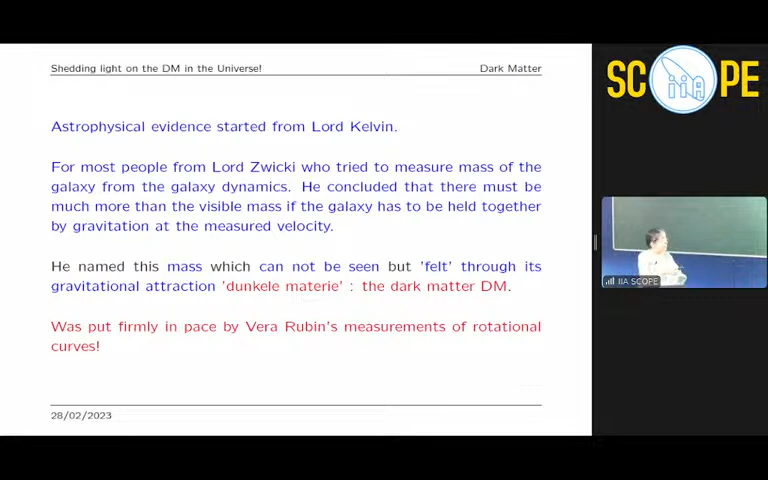 Shedding light on the DM in the Universe!
Dark Matter
Astrophysical evidence started from Lord Kelvin.
For most people from Lord Zwicki who tried to measure mass of the
galaxy from the galaxy dynamics. He concluded that there must be
much more than the visible mass if the galaxy has to be held together
by gravitation at the measured velocity.
He named this mass which can not be seen but 'felt' through its
gravitational attraction 'dunkele materie' : the dark matter DM.
Was put firmly in pace by Vera Rubin's measurements of rotational
curves!
28/02/2023
SC iiA PE
IIA SCOPE